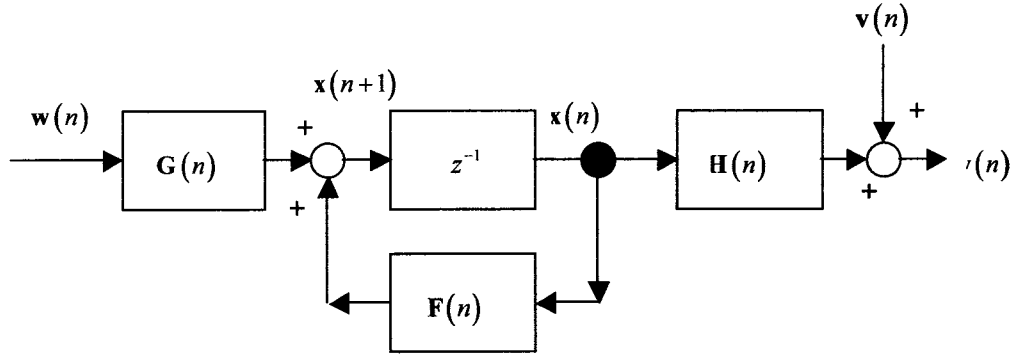 v(n)
x(n+1)
w(n)
x(n)
+
+
G(n)
z⁻¹
H(n)
(n)
+
+
F(n)